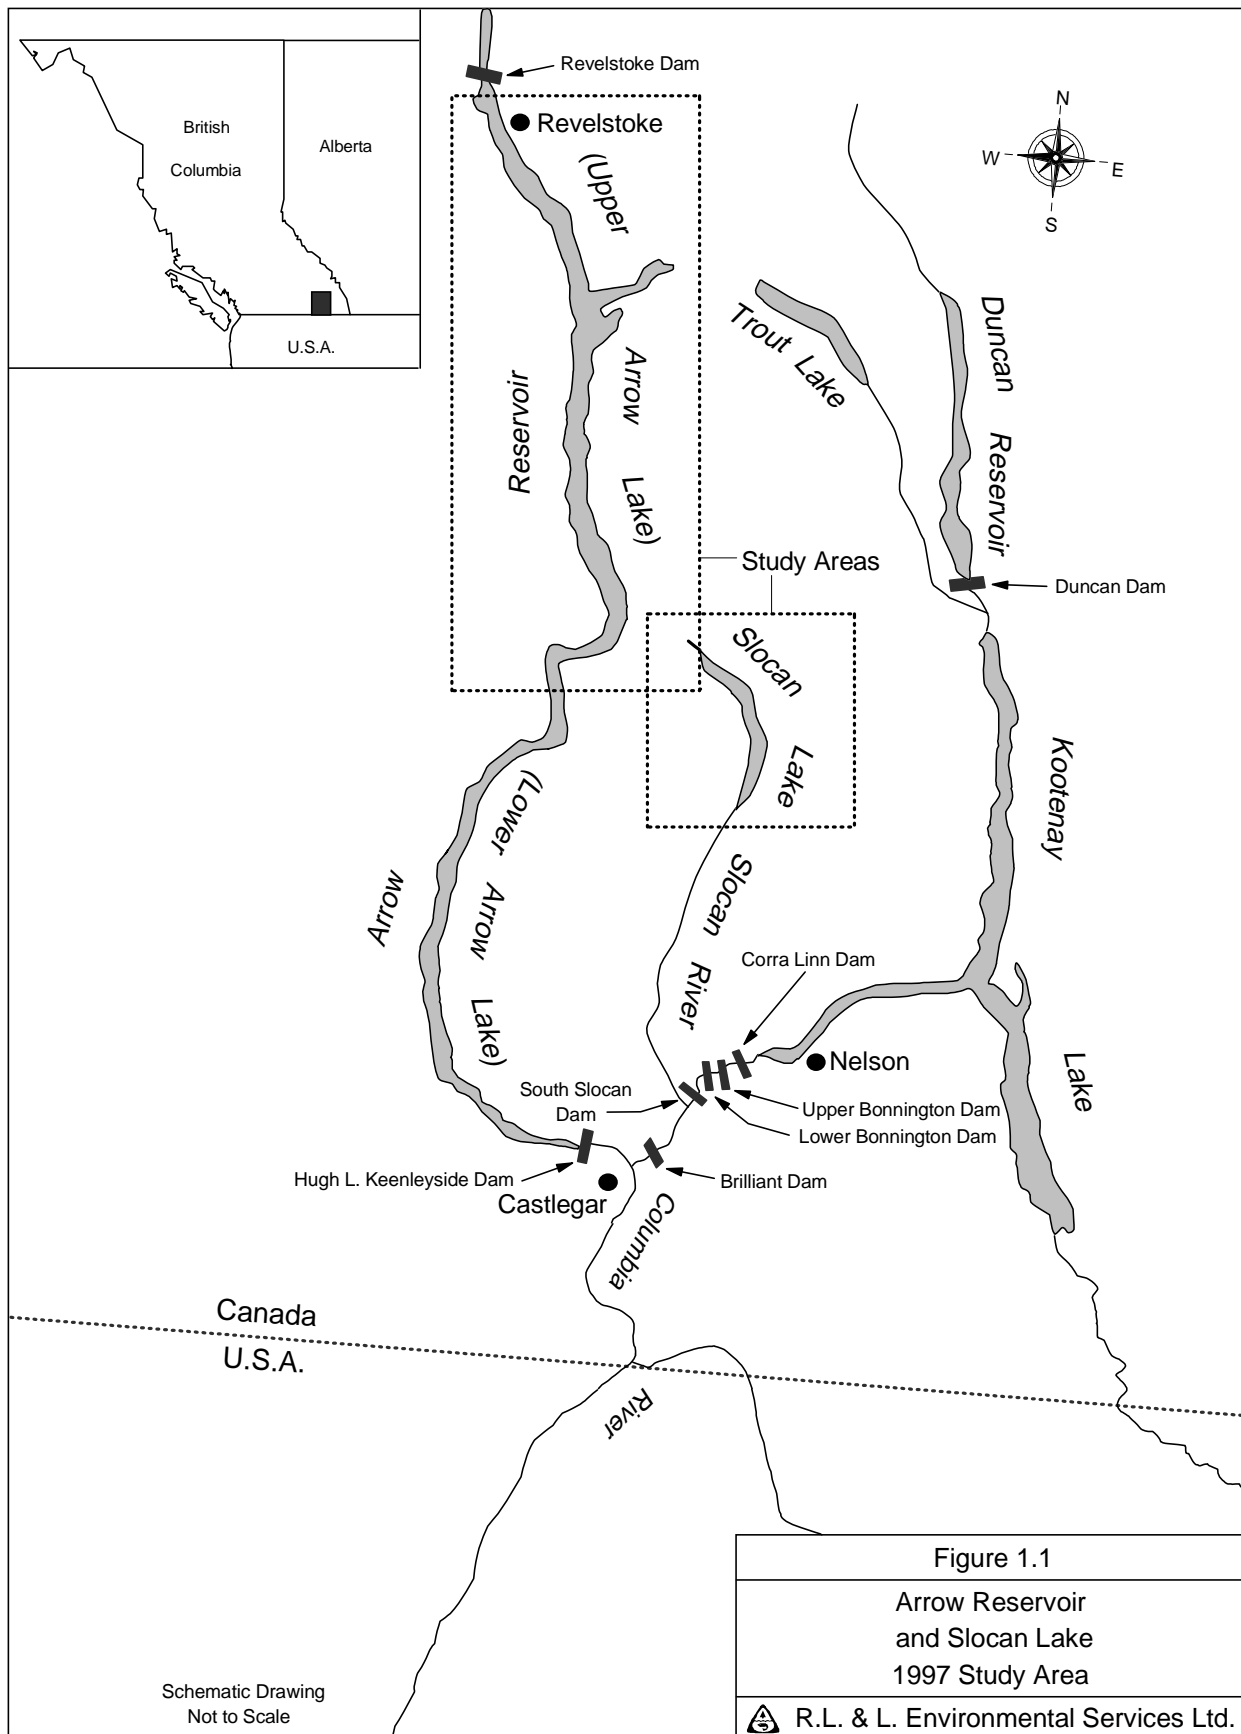 Revelstoke Dam
Revelstoke
British
Columbia
Alberta
U.S.A.
N
W
E
S
(Upper
Arrow
Lake)
Reservoir
Trout Lake
Duncan
Reservoir
Study Areas
Duncan Dam
Slocan
Lake
Kootenay
Lake
(Lower
Arrow
Lake)
Arrow
Slocan
River
Corra Linn Dam
Nelson
South Slocan
Dam
Upper Bonnington Dam
Lower Bonnington Dam
Hugh L. Keenleyside Dam
Brilliant Dam
Castlegar
Columbia
River
Canada
U.S.A.
Figure 1.1
Arrow Reservoir
and Slocan Lake
1997 Study Area
R.L. & L. Environmental Services Ltd.
Schematic Drawing
Not to Scale